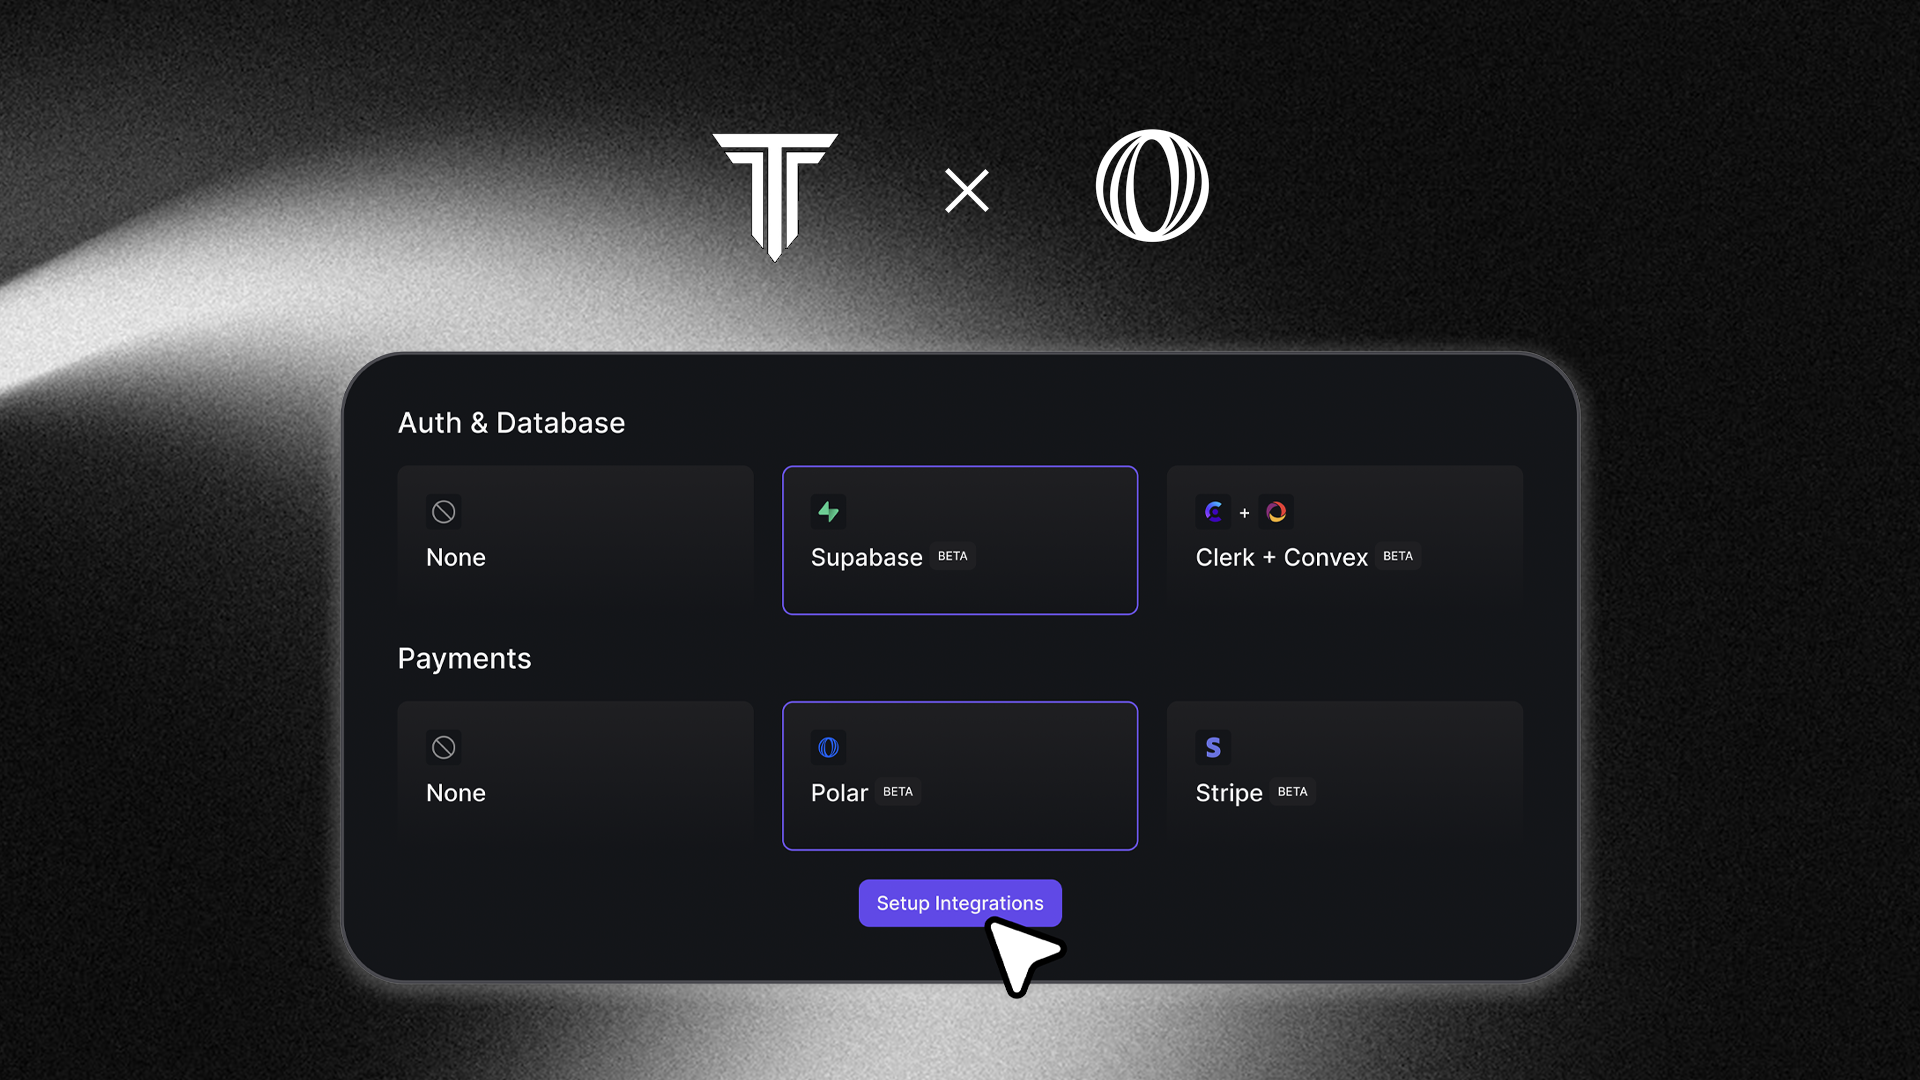 Auth & Database
None
Supabase BETA
Clerk + Convex BETA
Payments
None
Polar BETA
Stripe BETA
Setup Integrations